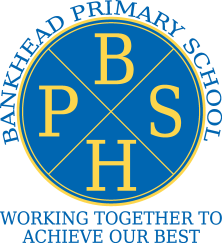 BANKHEAD PRIMARY SCHOOL
B
P S
H
WORKING TOGETHER TO
ACHIEVE OUR BEST